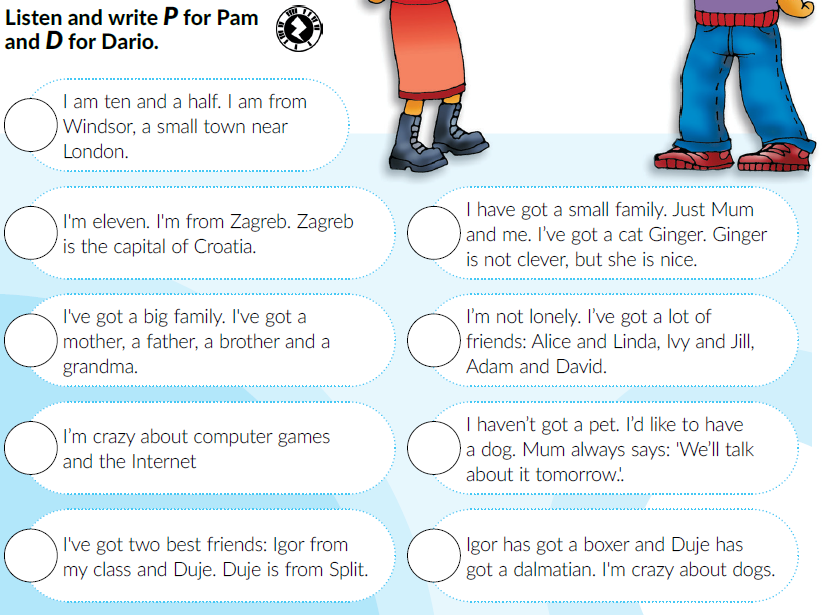 Listen and write P for Pam
and D for Dario.
I am ten and a half. I am from
Windsor, a small town near
London.
I'm eleven. I'm from Zagreb. Zagreb
is the capital of Croatia.
I've got a big family. I've got a
mother, a father, a brother and a
grandma.
I'm crazy about computer games
and the Internet
I've got two best friends: Igor from
my class and Duje. Duje is from Split.
I have got a small family. Just Mum
and me. I've got a cat Ginger. Ginger
is not clever, but she is nice.
I'm not lonely. I've got a lot of
friends: Alice and Linda, Ivy and Jill,
Adam and David.
I haven't got a pet. I'd like to have
a dog. Mum always says: 'We'll talk
about it tomorrow.'.
Igor has got a boxer and Duje has
got a dalmatian. I'm crazy about dogs.